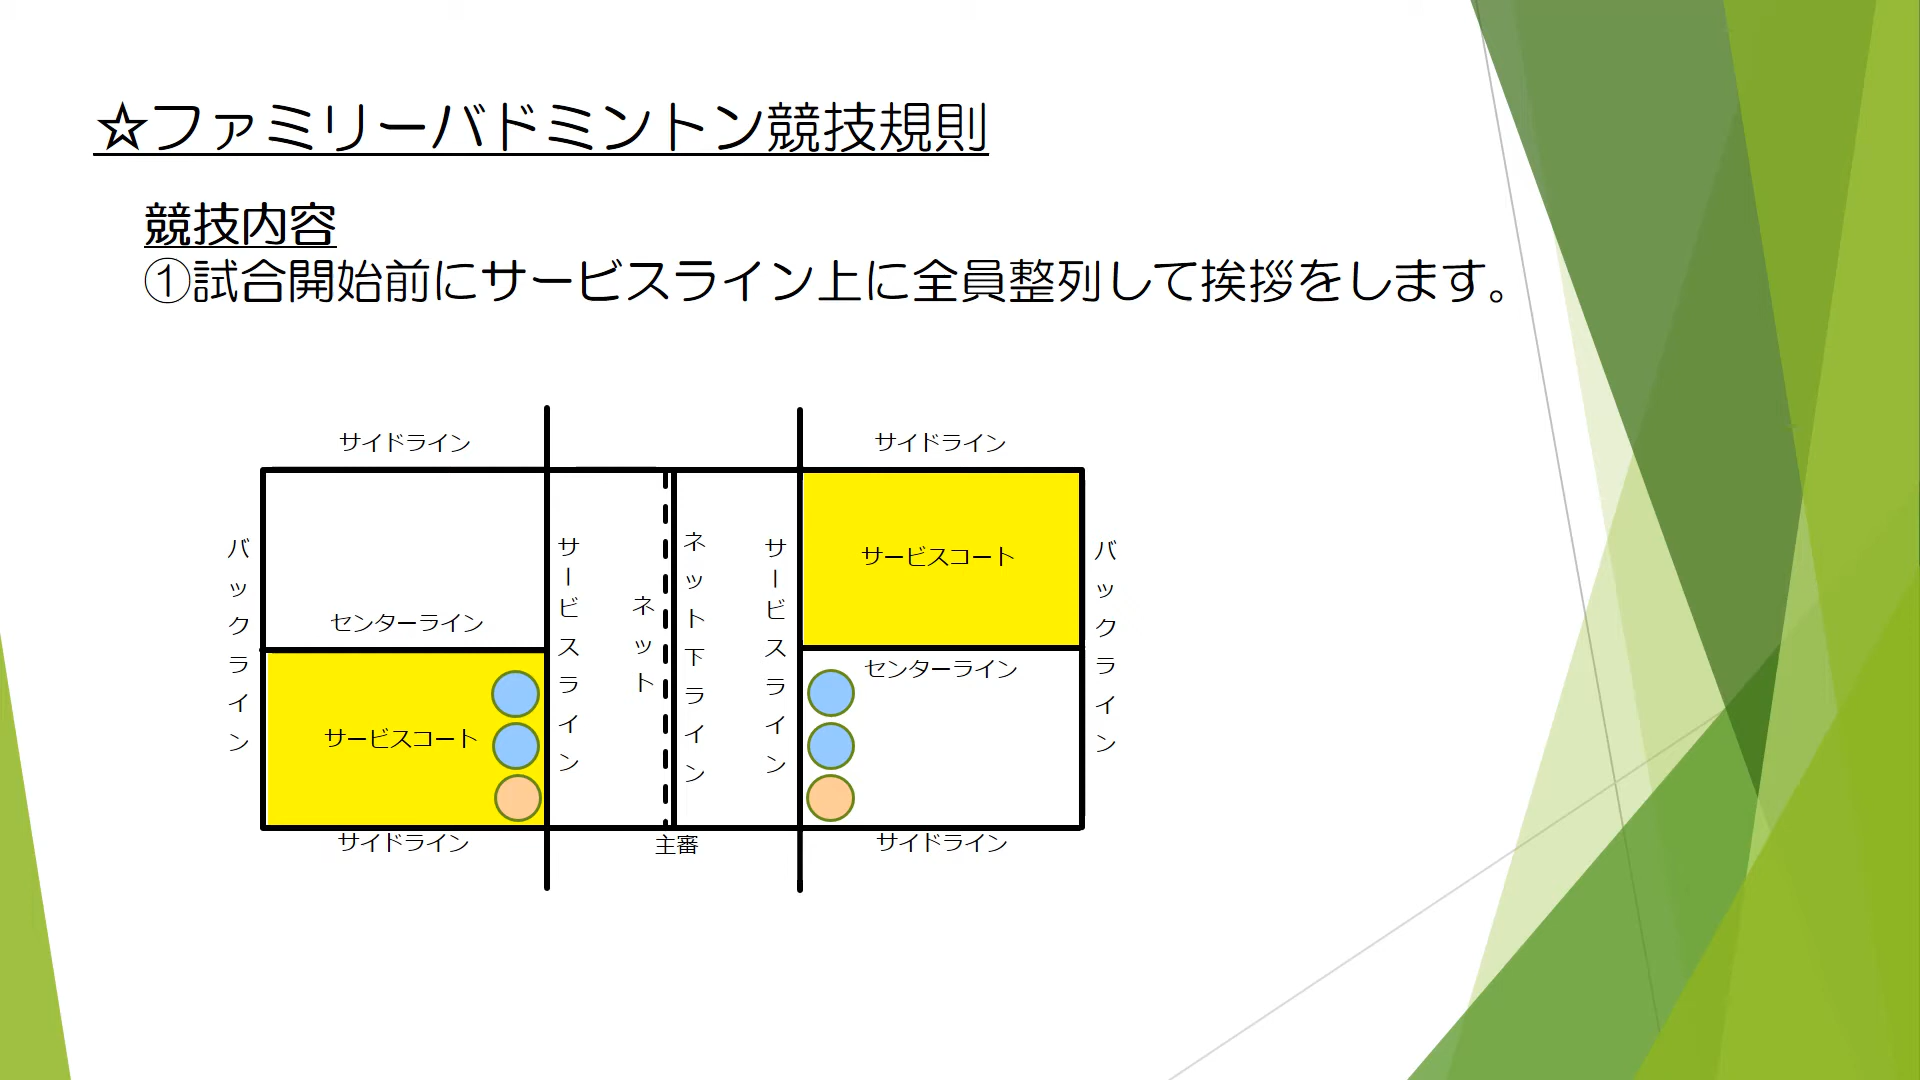 ☆ファミリーバドミントン競技規則
競技内容
①試合開始前にサービスライン上に全員整列して挨拶をします。
サイドライン
サイドライン
バックライン
サービスライン
ネット
ネット下ライン
サービスライン
サービスコート
バックライン
センターライン
センターライン
サービスコート
サイドライン
主審
サイドライン